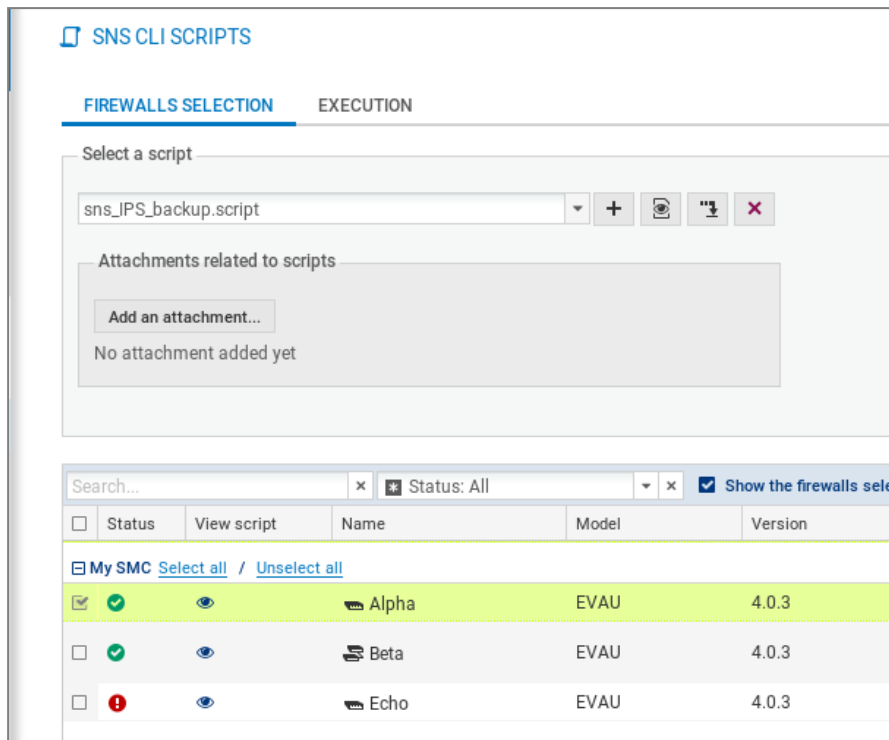 SNS CLI SCRIPTS
FIREWALLS SELECTION EXECUTION
Select a script
sns_IPS_backup.script
Attachments related to scripts
Add an attachment...
No attachment added yet
Search... Status: All Show the firewalls sele
Status View script Name Model Version
My SMC Select all / Unselect all
Alpha EVAU 4.0.3
Beta EVAU 4.0.3
Echo EVAU 4.0.3